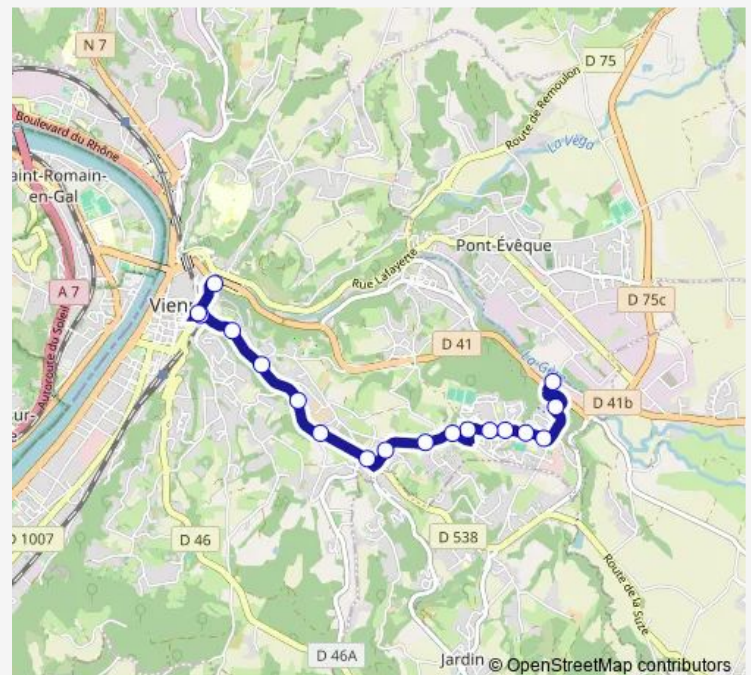 N 7
D 75
Boulevard du Rhône
Route de Remoulon
La Véga
aint-Romain-
en-Gal
Pont-Évêque
Rue Lafayette
A 7
Vien
D 75c
Autoroute du Soleil
D 41
La Gère
D 41b
ur-
e
D 1007
D 46
D 538
Route de la Suze
D 46A
Jardin
© OpenStreetMap contributors